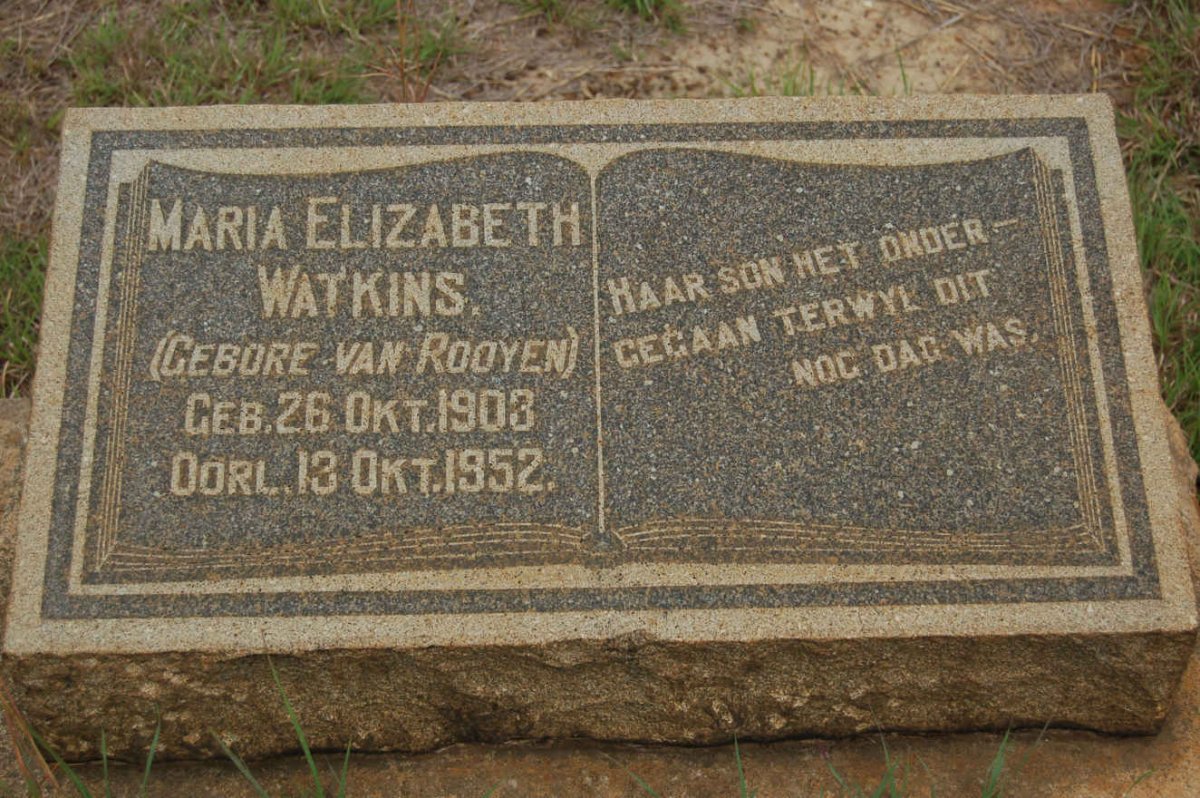 MARIA ELIZABETH
WATKINS.
(GEBORE VAN ROOYEN)
GEB. 26 OKT. 1903
OORL. 13 OKT. 1952.
HAAR SON HET ONDER-
GEGAAN TERWYL DIT
NOG DAG WAS.